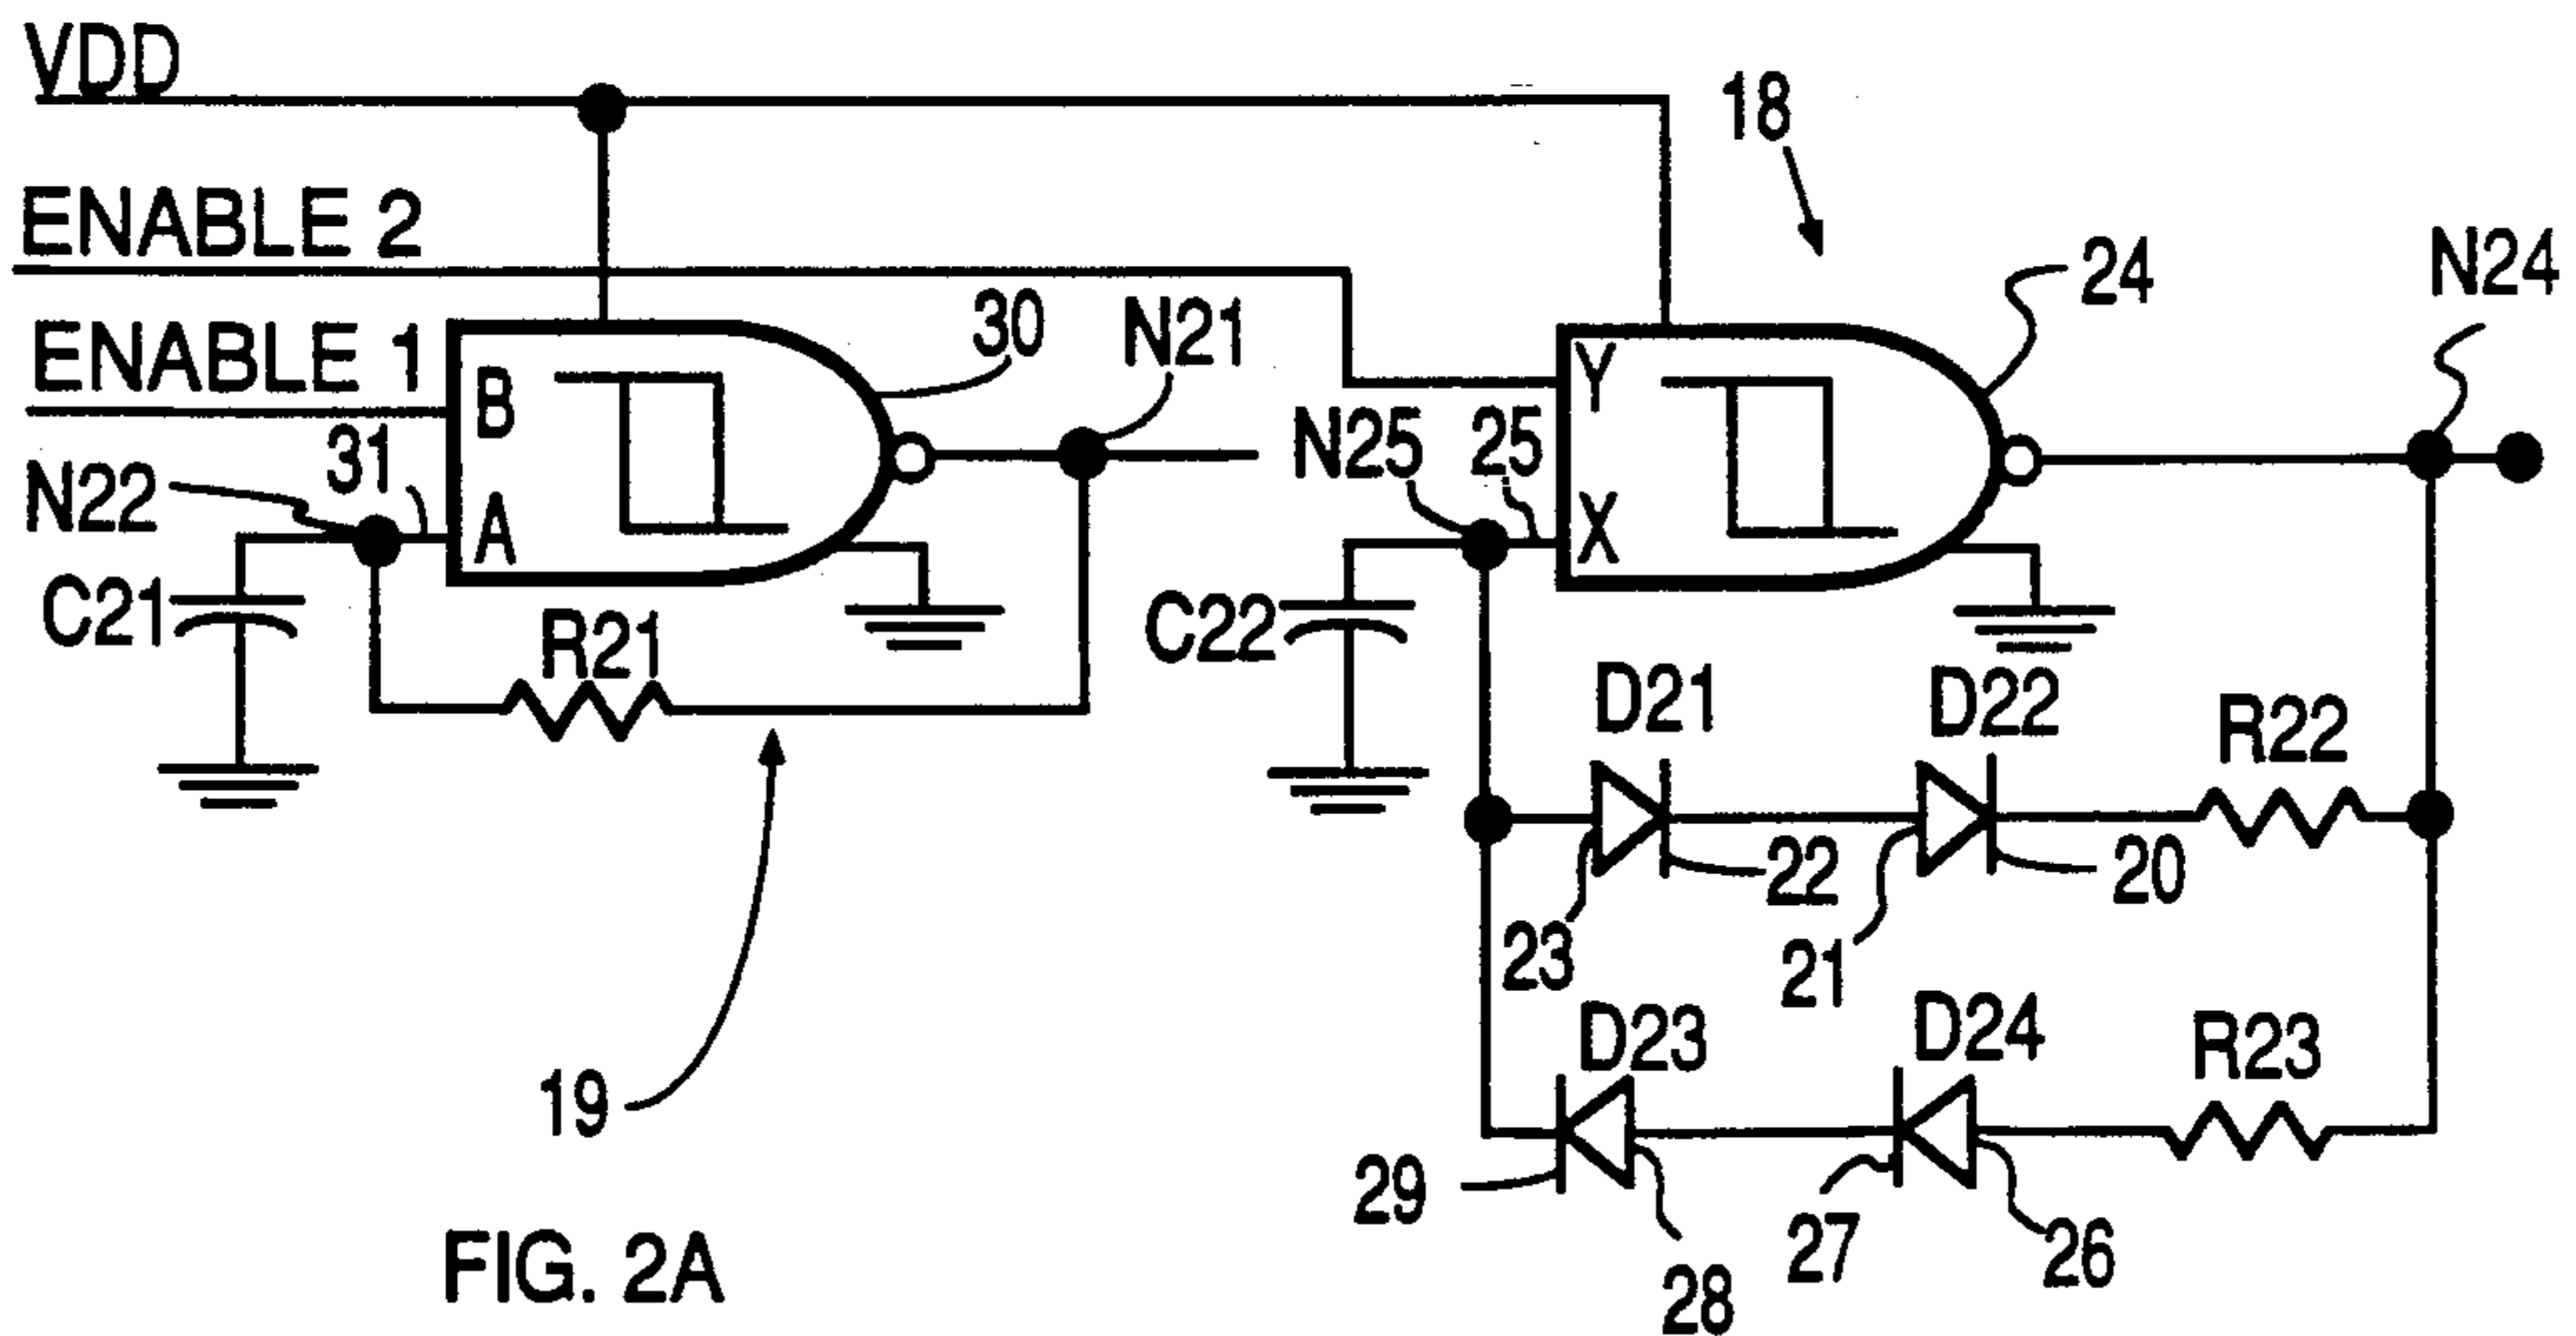 VDD
18
ENABLE 2
24
N24
ENABLE 1
30
N21
B
Y
N25
25
31
N22
A
X
C21
R21
C22
D21
D22
R22
22
20
23
21
D23
D24
R23
19
29
27
26
28
FIG. 2A